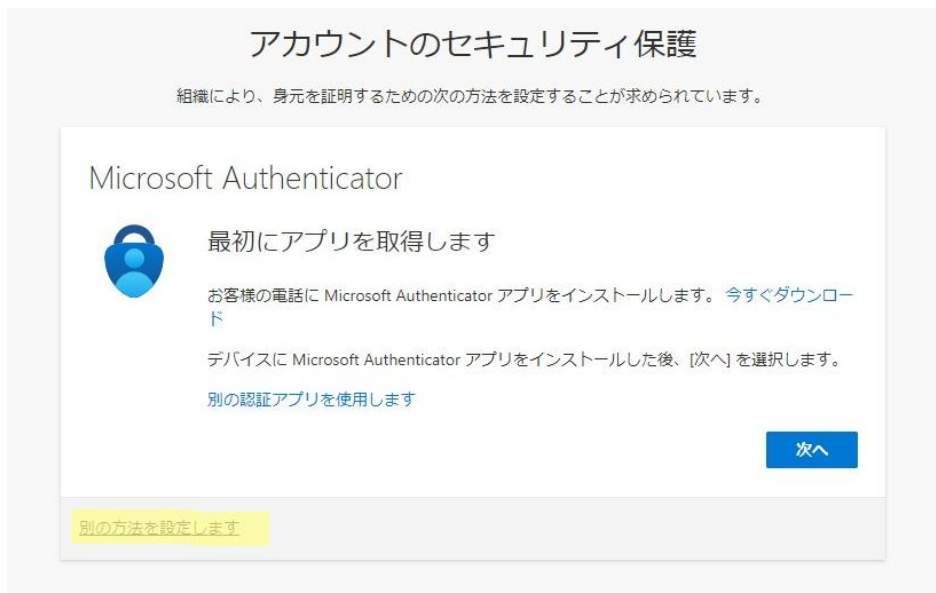 アカウントのセキュリティ保護
組織により、身元を証明するための次の方法を設定することが求められています。
Microsoft Authenticator
最初にアプリを取得します
お客様の電話に Microsoft Authenticator アプリをインストールします。 今すぐダウンロー
ド
デバイスに Microsoft Authenticator アプリをインストールした後、[次へ] を選択します。
別の認証アプリを使用します
次へ
別の方法を設定します